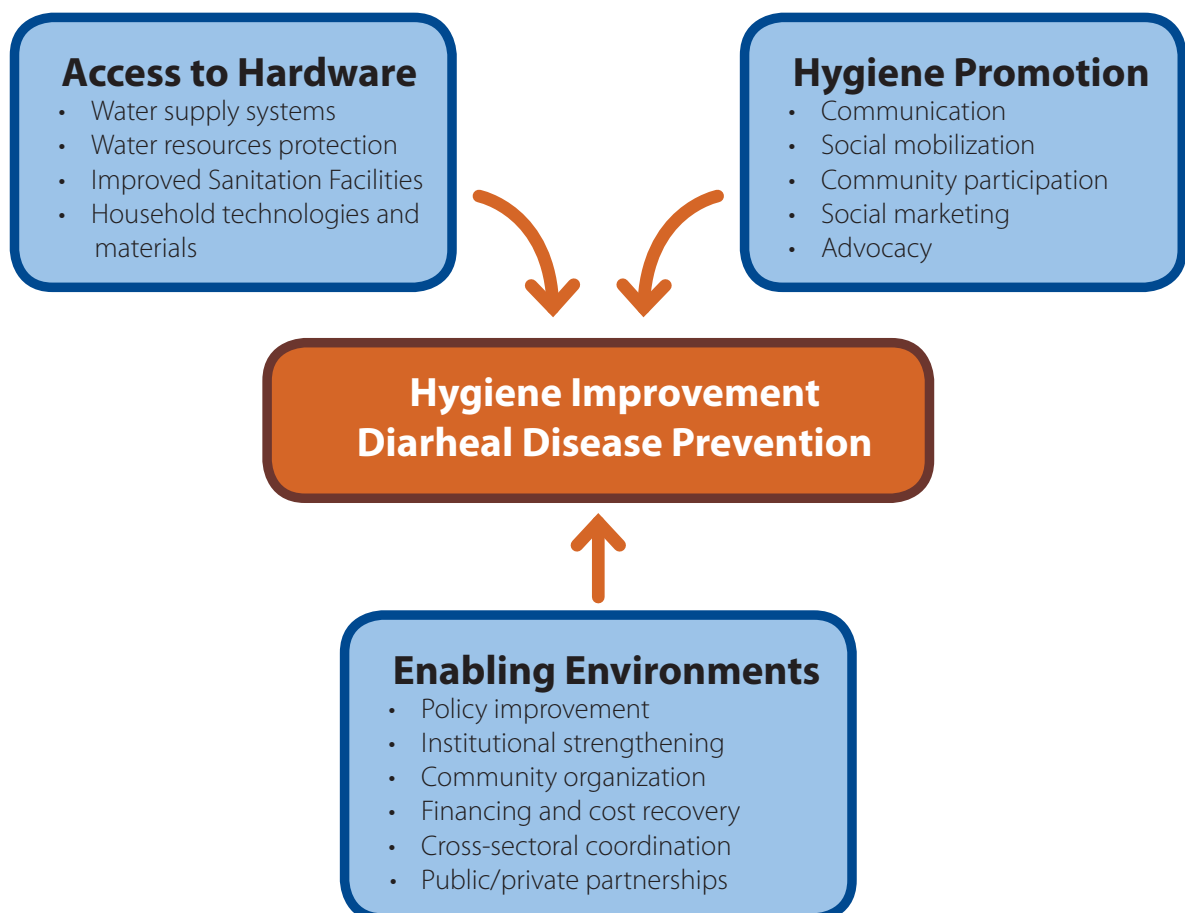 Access to Hardware
• Water supply systems
• Water resources protection
• Improved Sanitation Facilities
• Household technologies and
materials
Hygiene Promotion
• Communication
• Social mobilization
• Community participation
• Social marketing
• Advocacy
Hygiene Improvement
Diarheal Disease Prevention
Enabling Environments
• Policy improvement
• Institutional strengthening
• Community organization
• Financing and cost recovery
• Cross-sectoral coordination
• Public/private partnerships